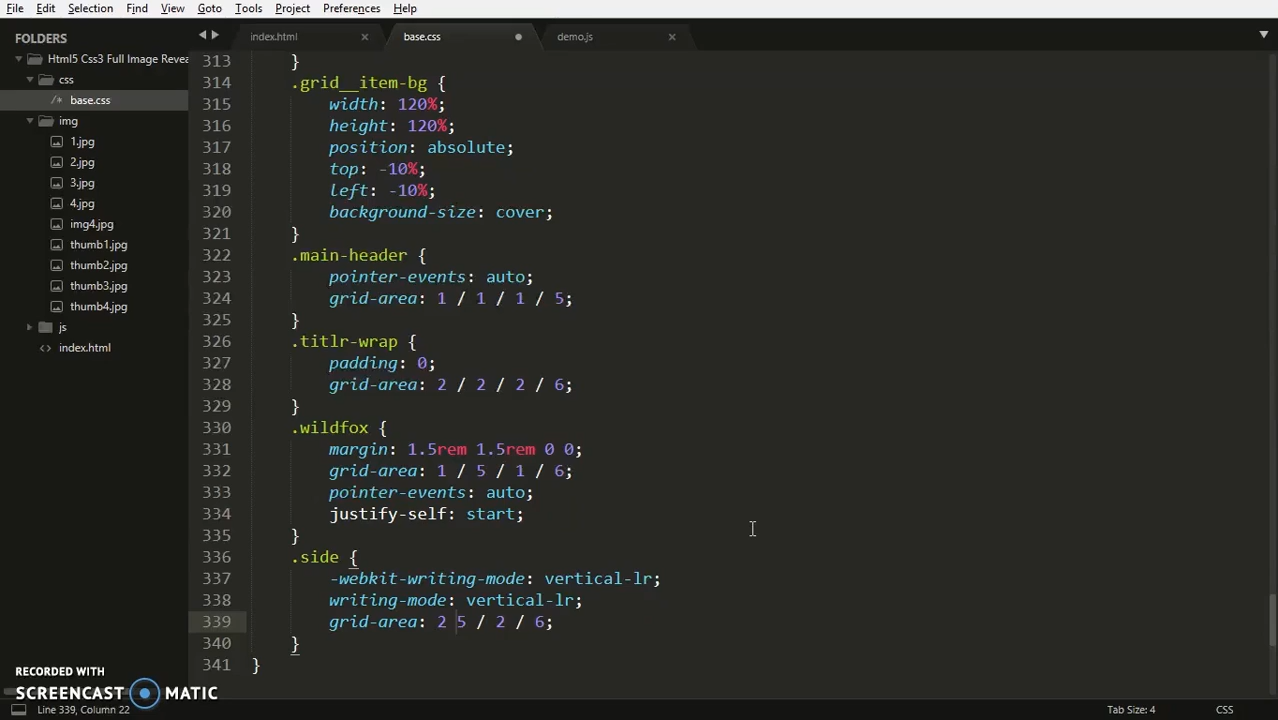 File Edit Selection Find View Goto Tools Project Preferences Help
FOLDERS
Html5 Css3 Full Image Revea
css
/* base.css
img
1.jpg
2.jpg
3.jpg
4.jpg
img4.jpg
thumb1.jpg
thumb2.jpg
thumb3.jpg
thumb4.jpg
js
<> index.html
index.html × base.css demo.js ×
313 }
314 .grid__item-bg {
315 width: 120%;
316 height: 120%;
317 position: absolute;
318 top: -10%;
319 left: -10%;
320 background-size: cover;
321 }
322 .main-header {
323 pointer-events: auto;
324 grid-area: 1 / 1 / 1 / 5;
325 }
326 .titlr-wrap {
327 padding: 0;
328 grid-area: 2 / 2 / 2 / 6;
329 }
330 .wildfox {
331 margin: 1.5rem 1.5rem 0 0;
332 grid-area: 1 / 5 / 1 / 6;
333 pointer-events: auto;
334 justify-self: start;
335 }
336 .side {
337 -webkit-writing-mode: vertical-lr;
338 writing-mode: vertical-lr;
339 grid-area: 2 5 / 2 / 6;
340 }
341 }
RECORDED WITH
SCREENCAST MATIC
Line 339, Column 22
Tab Size: 4
CSS